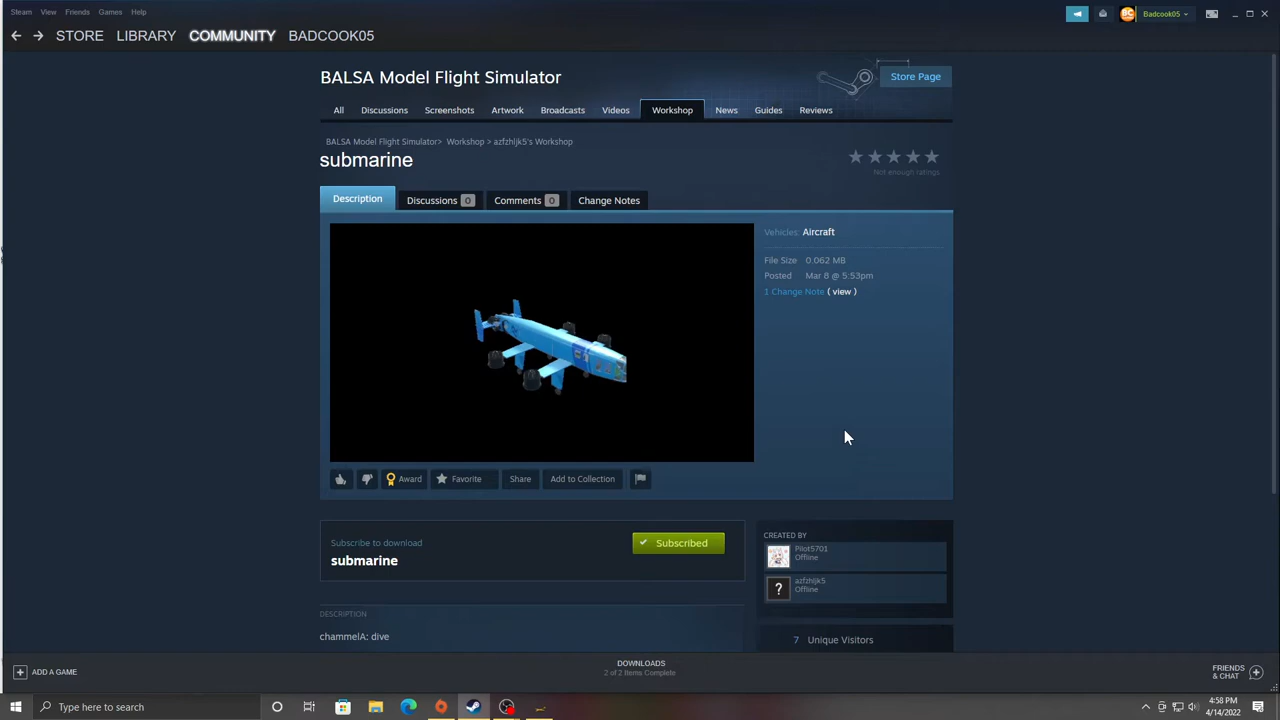 Steam View Friends Games Help
BC Badcook05
STORE LIBRARY COMMUNITY BADCOOK05
BALSA Model Flight Simulator
Store Page
All Discussions Screenshots Artwork Broadcasts Videos Workshop News Guides Reviews
BALSA Model Flight Simulator> Workshop > azfzhljk5's Workshop
submarine
Not enough ratings
Description Discussions 0 Comments 0 Change Notes
Vehicles: Aircraft
File Size 0.062 MB
Posted Mar 8 @ 5:53pm
1 Change Note ( view )
Award Favorite Share Add to Collection
Subscribe to download
submarine
Subscribed
CREATED BY
Pilot5701
Offline
?
azfzhljk5
Offline
DESCRIPTION
chammelA: dive
7 Unique Visitors
ADD A GAME
DOWNLOADS
2 of 2 Items Complete
FRIENDS
& CHAT
Type here to search
4:58 PM
4/14/2022